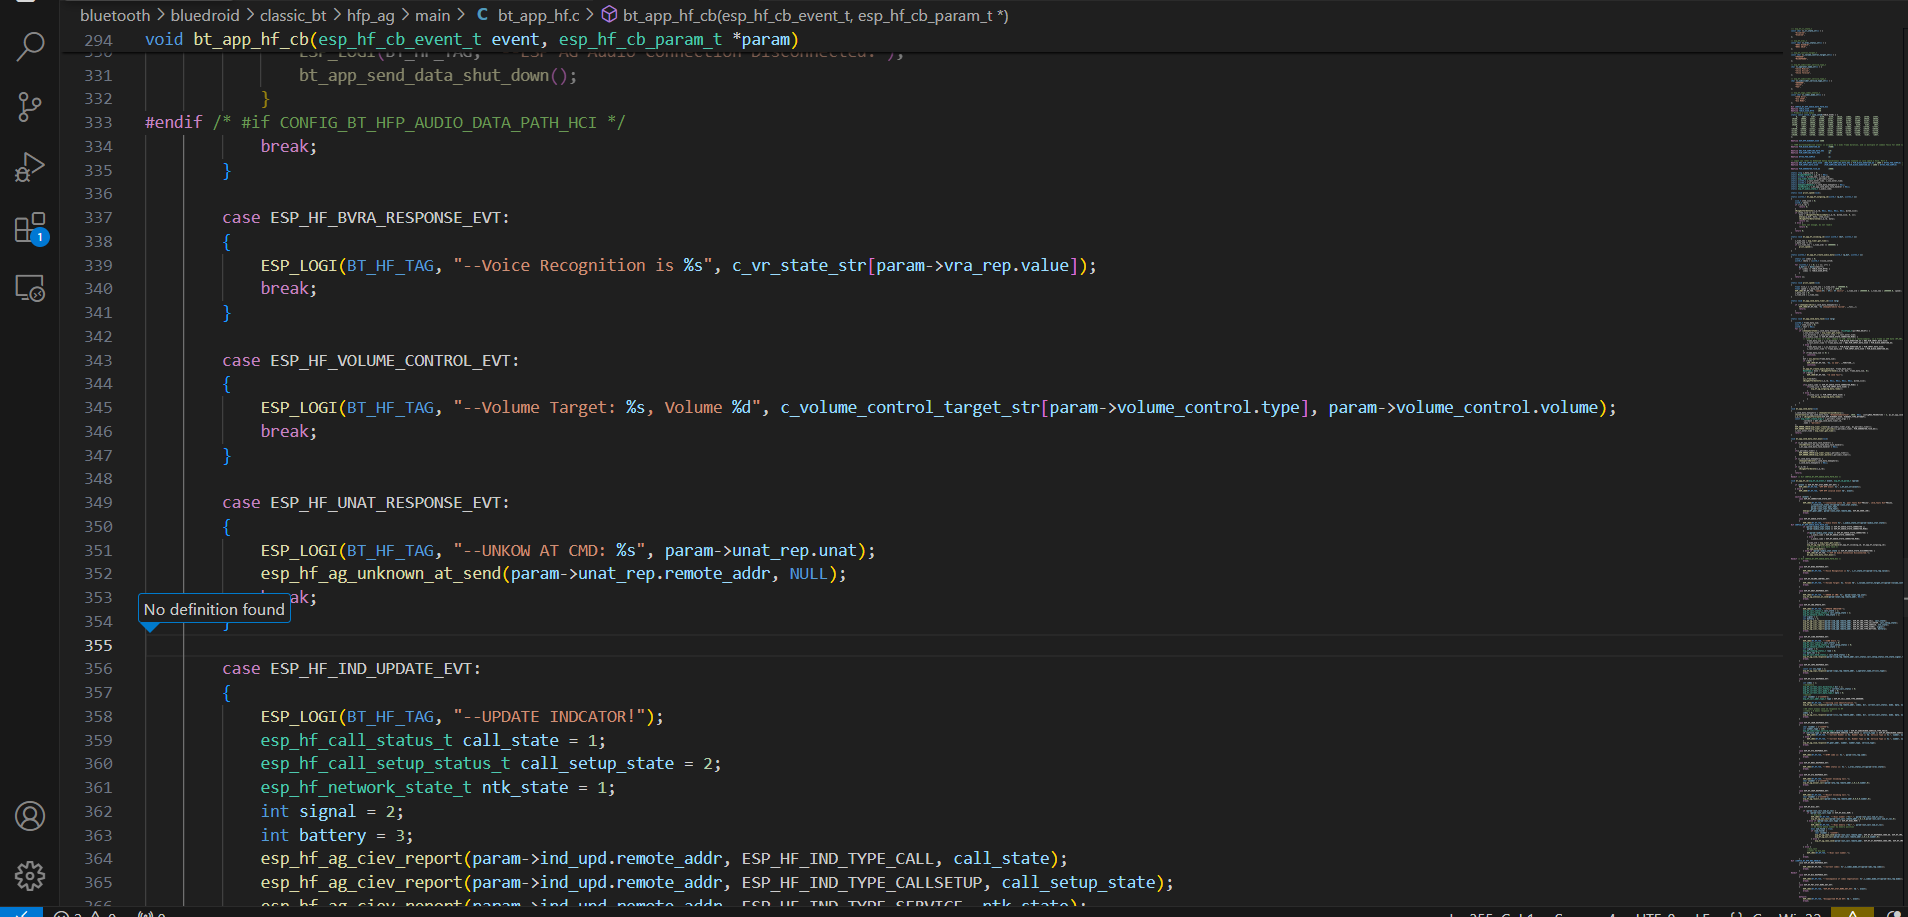 bluetooth > bluedroid > classic_bt > hfp_ag > main > C bt_app_hf.c > bt_app_hf_cb(esp_hf_cb_event_t, esp_hf_cb_param_t *)
294 void bt_app_hf_cb(esp_hf_cb_event_t event, esp_hf_cb_param_t *param)
331 bt_app_send_data_shut_down();
332 }
333 #endif /* #if CONFIG_BT_HFP_AUDIO_DATA_PATH_HCI */
334 break;
335 }
336
337 case ESP_HF_BVRA_RESPONSE_EVT:
338 {
339 ESP_LOGI(BT_HF_TAG, "--Voice Recognition is %s", c_vr_state_str[param->vra_rep.value]);
340 break;
341 }
342
343 case ESP_HF_VOLUME_CONTROL_EVT:
344 {
345 ESP_LOGI(BT_HF_TAG, "--Volume Target: %s, Volume %d", c_volume_control_target_str[param->volume_control.type], param->volume_control.volume);
346 break;
347 }
348
349 case ESP_HF_UNAT_RESPONSE_EVT:
350 {
351 ESP_LOGI(BT_HF_TAG, "--UNKOW AT CMD: %s", param->unat_rep.unat);
352 esp_hf_ag_unknown_at_send(param->unat_rep.remote_addr, NULL);
353 ak;
No definition found
354 }
355
356 case ESP_HF_IND_UPDATE_EVT:
357 {
358 ESP_LOGI(BT_HF_TAG, "--UPDATE INDCATOR!");
359 esp_hf_call_status_t call_state = 1;
360 esp_hf_call_setup_status_t call_setup_state = 2;
361 esp_hf_network_state_t ntk_state = 1;
362 int signal = 2;
363 int battery = 3;
364 esp_hf_ag_ciev_report(param->ind_upd.remote_addr, ESP_HF_IND_TYPE_CALL, call_state);
365 esp_hf_ag_ciev_report(param->ind_upd.remote_addr, ESP_HF_IND_TYPE_CALLSETUP, call_setup_state);
366 esp_hf_ag_ciev_report(param->ind_upd.remote_addr, ESP_HF_IND_TYPE_SERVICE, ntk_state);
1